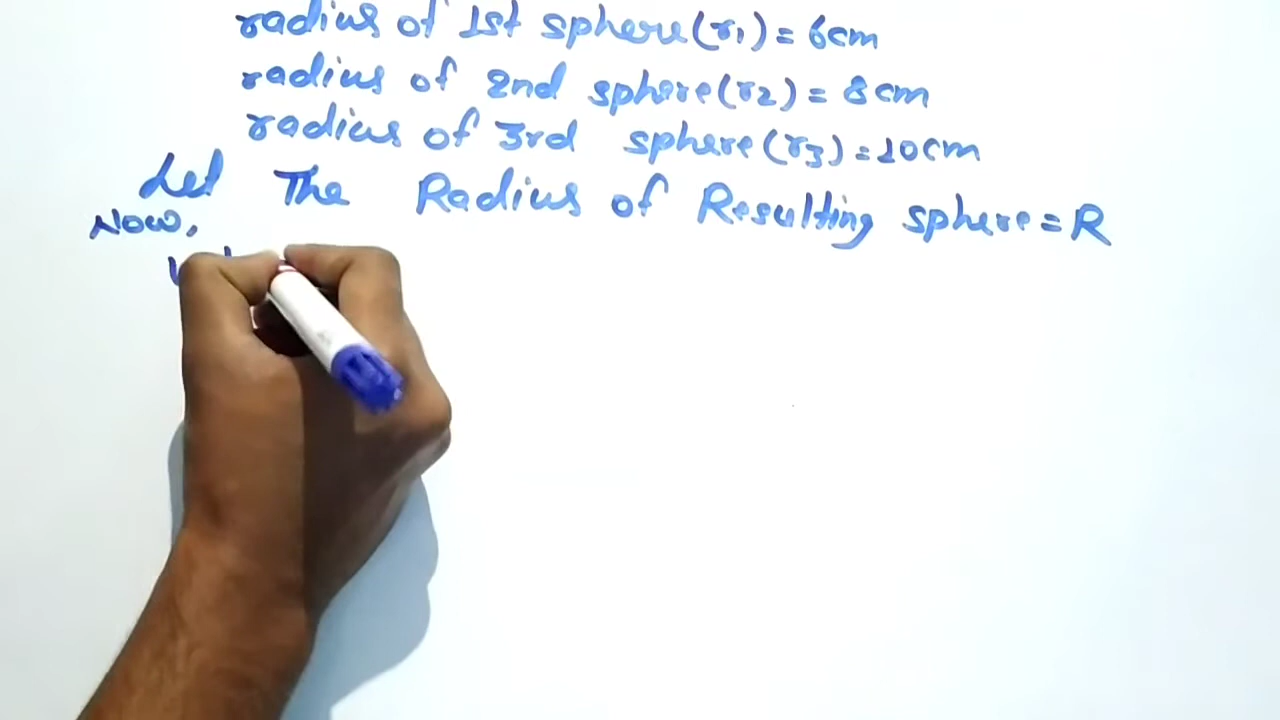 radius of 1st sphere(r1) = 6cm
radius of 2nd sphere(r2) = 8cm
radius of 3rd sphere(r3) = 10cm
Let The Radius of Resulting sphere = R
Now,